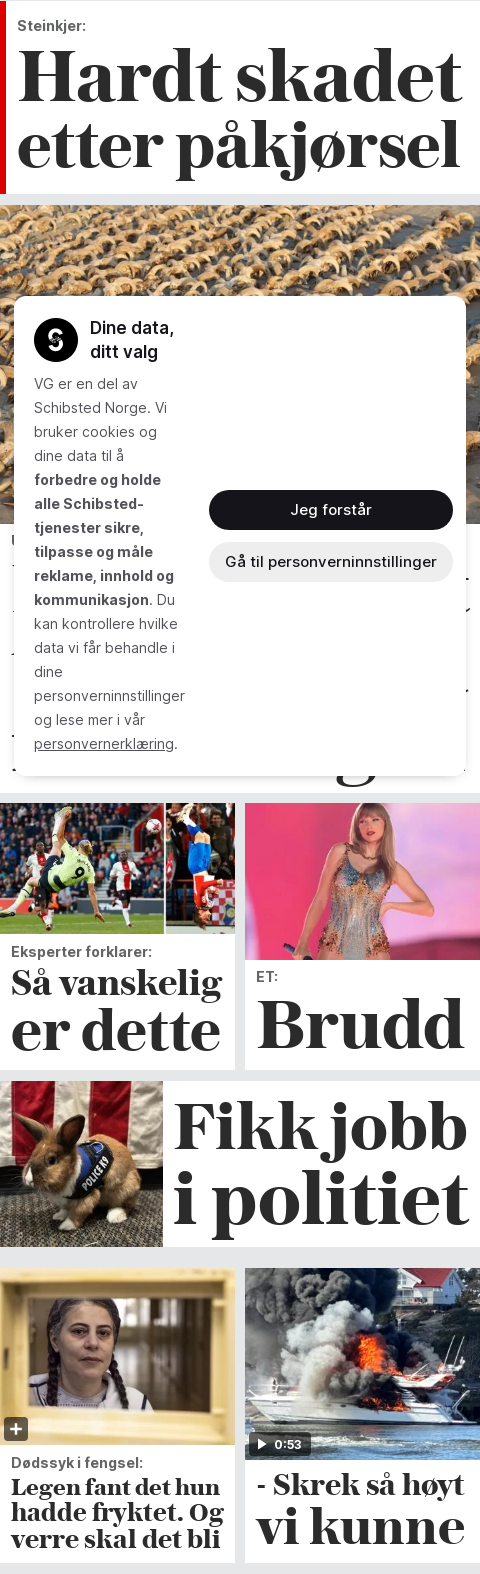 Steinkjer:
Hardt skadet
etter påkjørsel
Dine data,
ditt valg
VG er en del av
Schibsted Norge. Vi
bruker cookies og
dine data til å
forbedre og holde
alle Schibsted-
tjenester sikre,
tilpasse og måle
reklame, innhold og
kommunikasjon. Du
kan kontrollere hvilke
data vi får behandle i
dine
personverninnstillinger
og lese mer i vår
personvernerklæring.
Jeg forstår
Gå til personverninnstillinger
9
Eksperter forklarer:
Så vanskelig
er dette
ET:
Brudd
POLICE K9
Fikk jobb
i politiet
Dødssyk i fengsel:
Legen fant det hun
hadde fryktet. Og
verre skal det bli
0:53
- Skrek så høyt
vi kunne